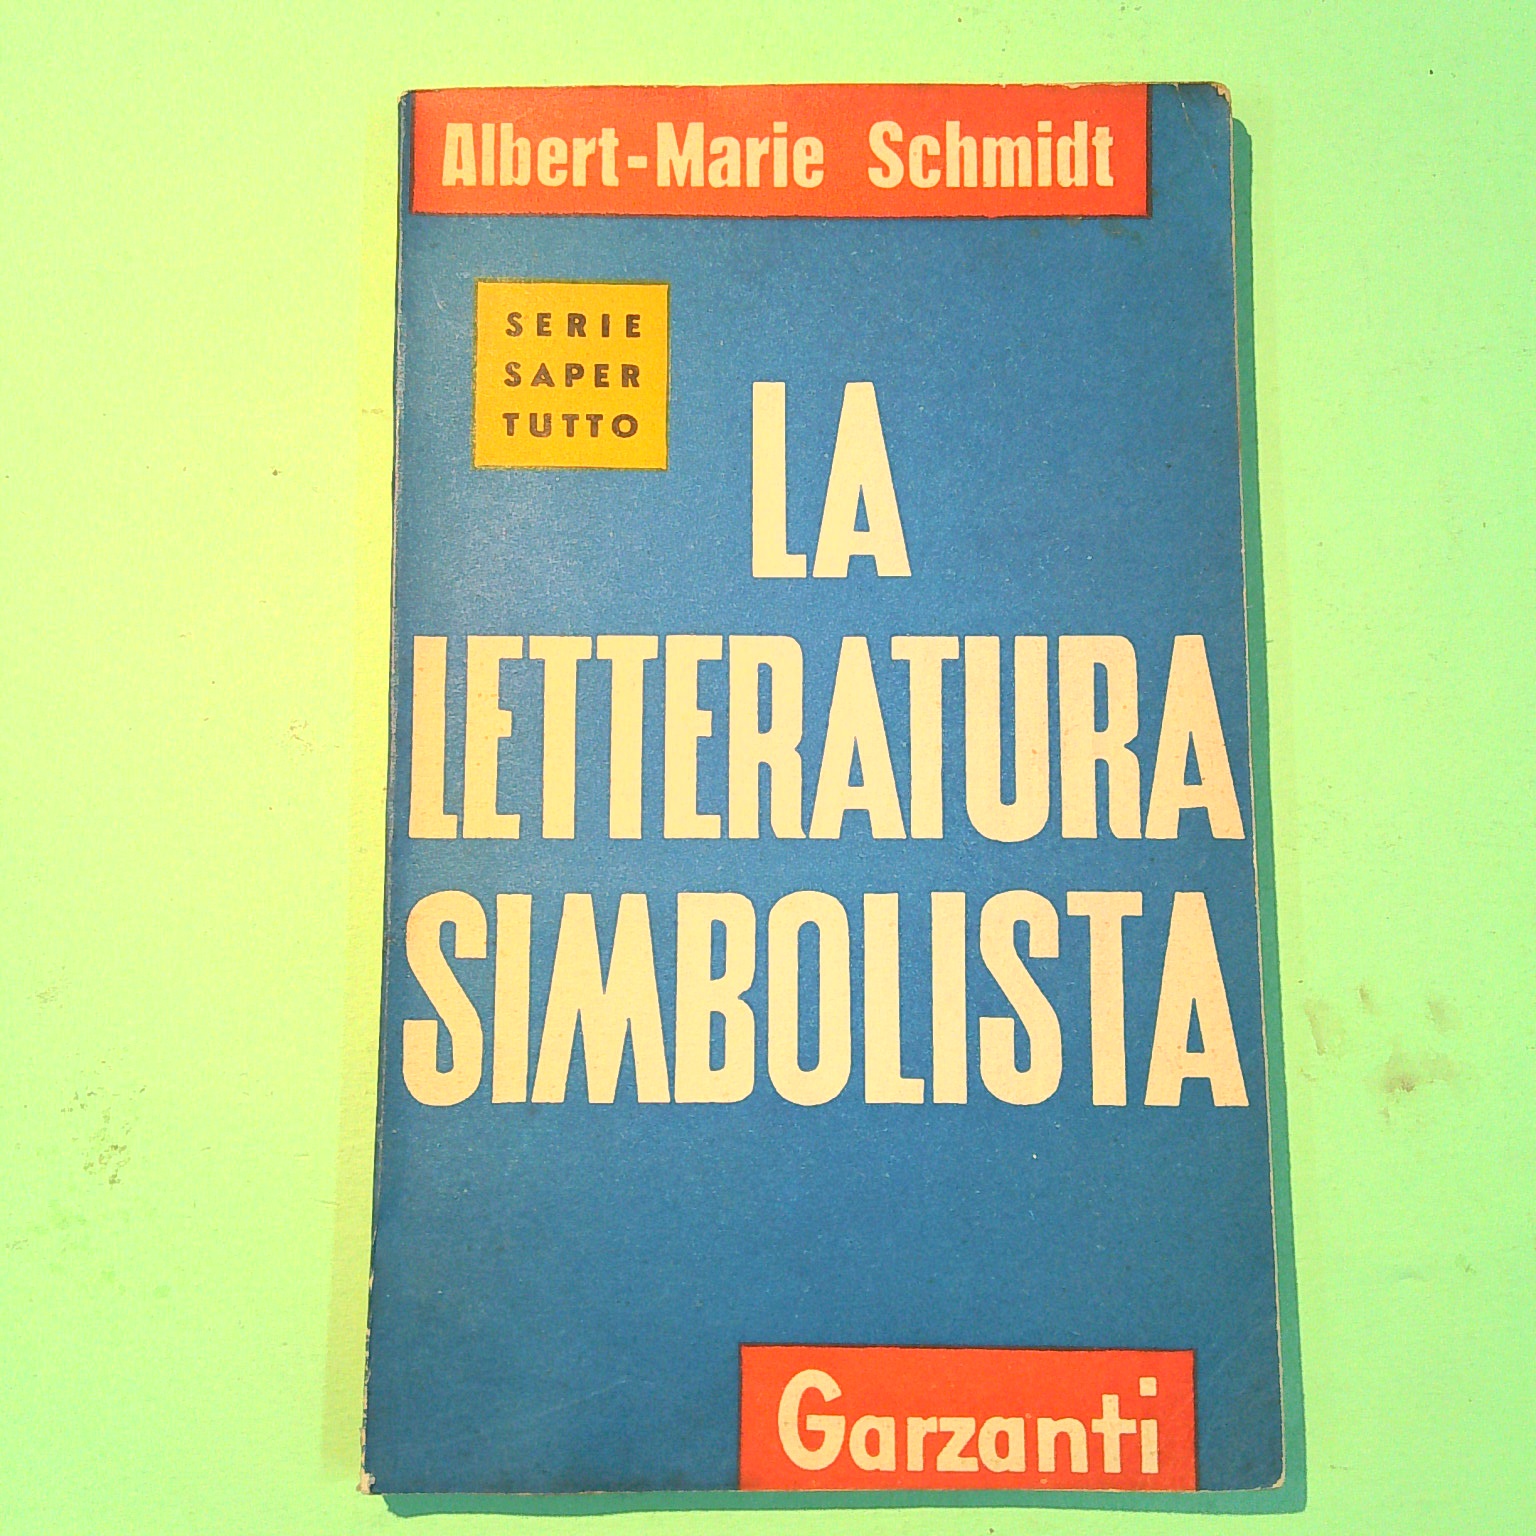 Albert-Marie Schmidt
SERIE
SAPER
TUTTO
LA
LETTERATURA
SIMBOLISTA
Garzanti